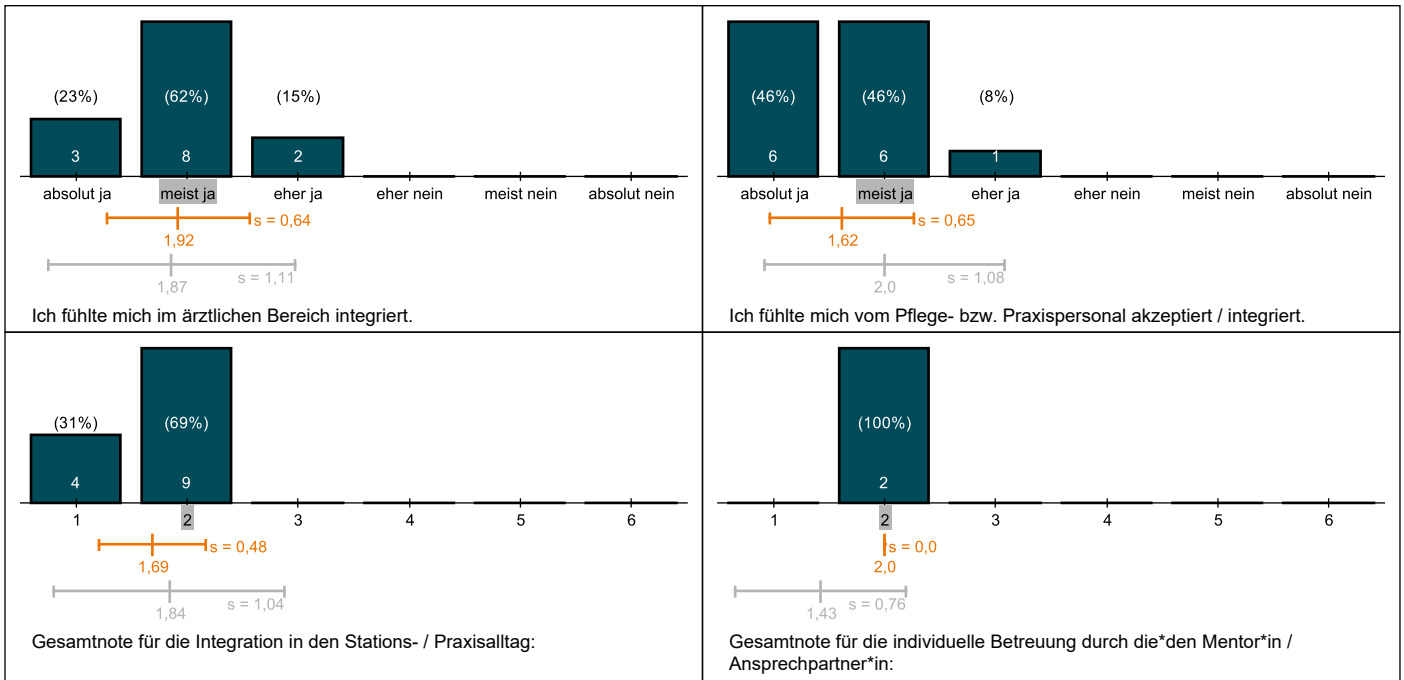 (23%) (62%) (15%)
3 8 2
absolut ja meist ja eher ja eher nein meist nein absolut nein
s = 0,64
1,92
s = 1,11
1,87
Ich fühlte mich im ärztlichen Bereich integriert.
(46%) (46%) (8%)
6 6 1
absolut ja meist ja eher ja eher nein meist nein absolut nein
s = 0,65
1,62
s = 1,08
2,0
Ich fühlte mich vom Pflege- bzw. Praxispersonal akzeptiert / integriert.
(31%) (69%)
4 9
1 2 3 4 5 6
s = 0,48
1,69
s = 1,04
1,84
Gesamtnote für die Integration in den Stations- / Praxisalltag:
(100%)
2
1 2 3 4 5 6
s = 0,0
2,0
s = 0,76
1,43
Gesamtnote für die individuelle Betreuung durch die*den Mentor*in /
Ansprechpartner*in: